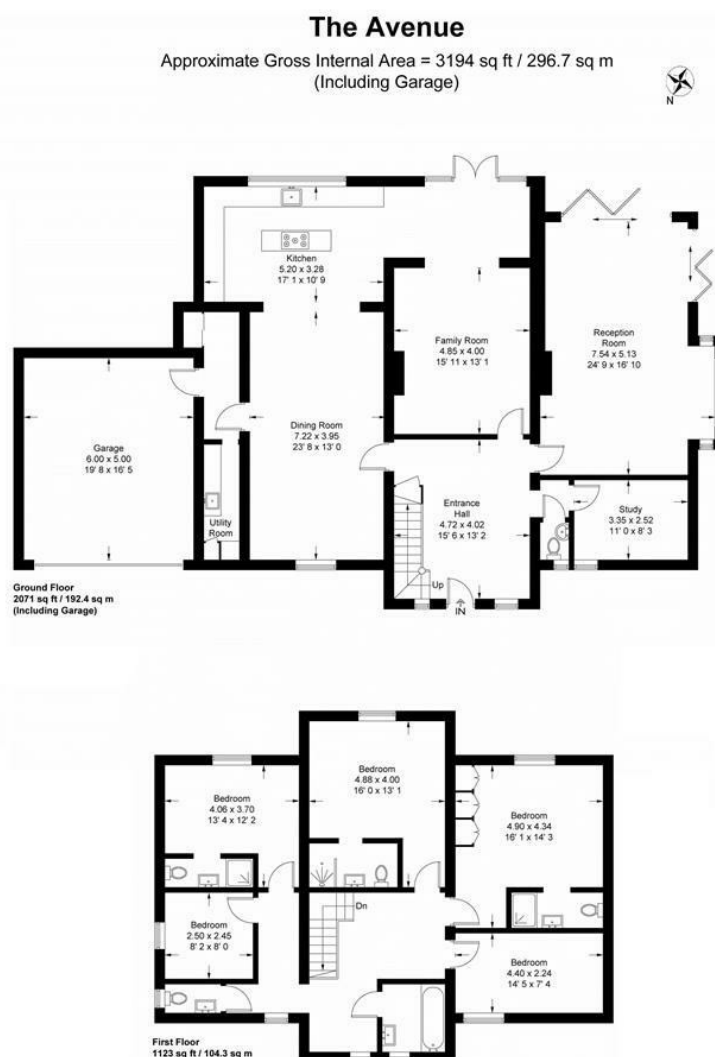 The Avenue
Approximate Gross Internal Area = 3194 sq ft / 296.7 sq m
(Including Garage)
N
Kitchen
5.20 x 3.28
17' 1 x 10' 9
Family Room
4.85 x 4.00
15' 11 x 13' 1
Reception
Room
7.54 x 5.13
24' 9 x 16' 10
Garage
6.00 x 5.00
19' 8 x 16' 5
Dining Room
7.22 x 3.95
23' 8 x 13' 0
Utility
Room
Entrance
Hall
4.72 x 4.02
15' 6 x 13' 2
Study
3.35 x 2.52
11' 0 x 8' 3
Up
IN
Ground Floor
2071 sq ft / 192.4 sq m
(Including Garage)
Bedroom
4.06 x 3.70
13' 4 x 12' 2
Bedroom
4.88 x 4.00
16' 0 x 13' 1
Bedroom
4.90 x 4.34
16' 1 x 14' 3
Bedroom
2.50 x 2.45
8' 2 x 8' 0
Dn
Bedroom
4.40 x 2.24
14' 5 x 7' 4
First Floor
1123 sq ft / 104.3 sq m